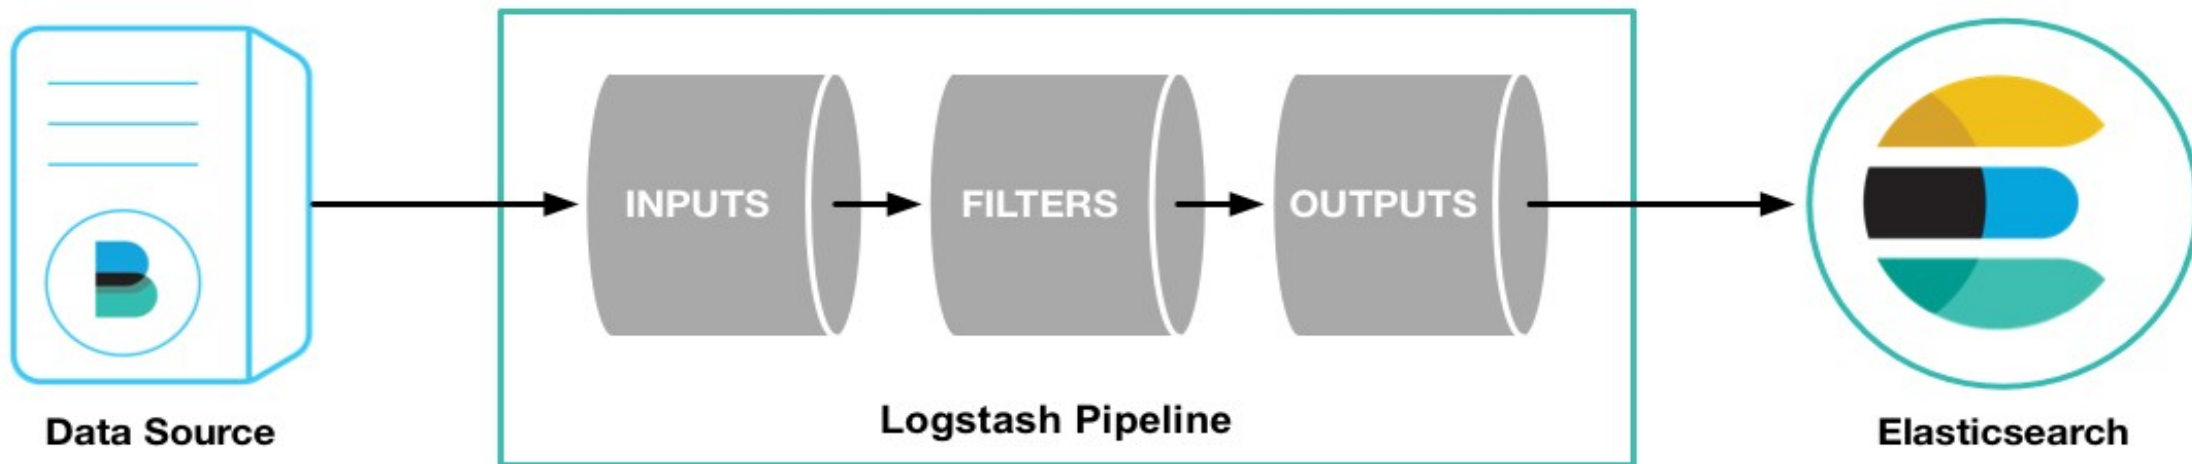 INPUTS
FILTERS
OUTPUTS
Data Source
Logstash Pipeline
Elasticsearch